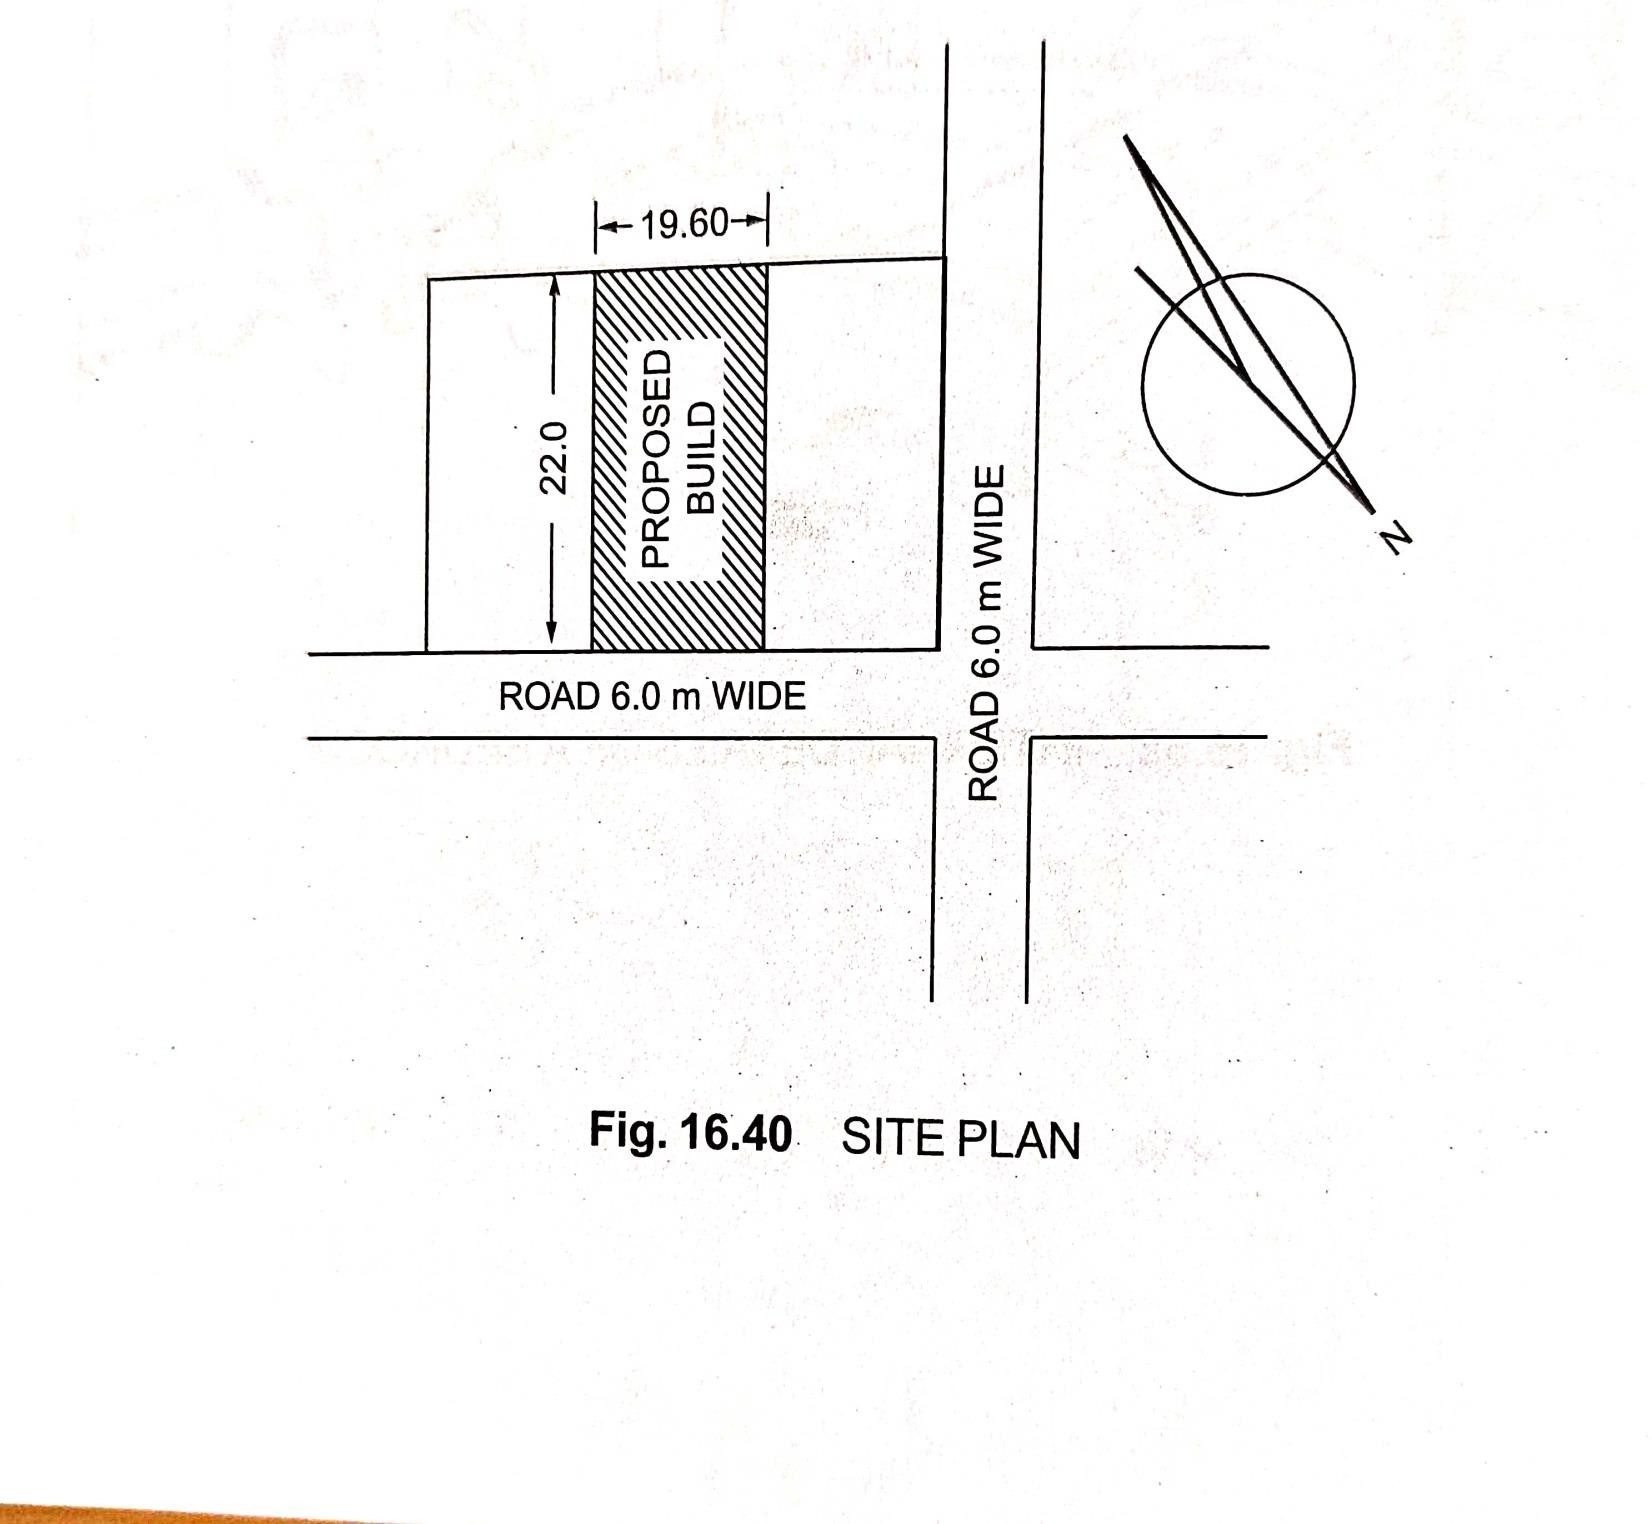 19.60
22.0
PROPOSED
BUILD
ROAD 6.0 m WIDE
ROAD 6.0 m WIDE
N
Fig. 16.40 SITE PLAN